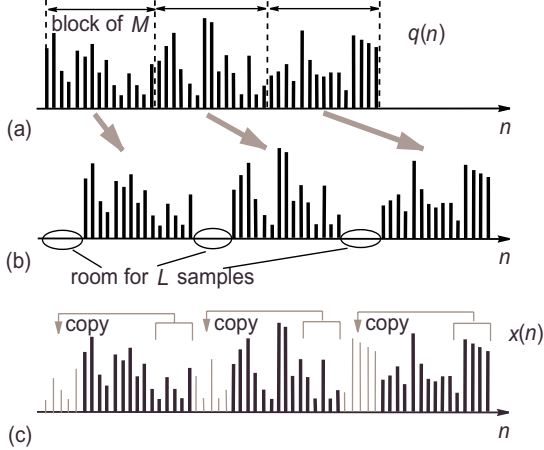 block of M
q(n)
(a)
n
(b)
n
room for L samples
copy
copy
copy
x(n)
(c)
n